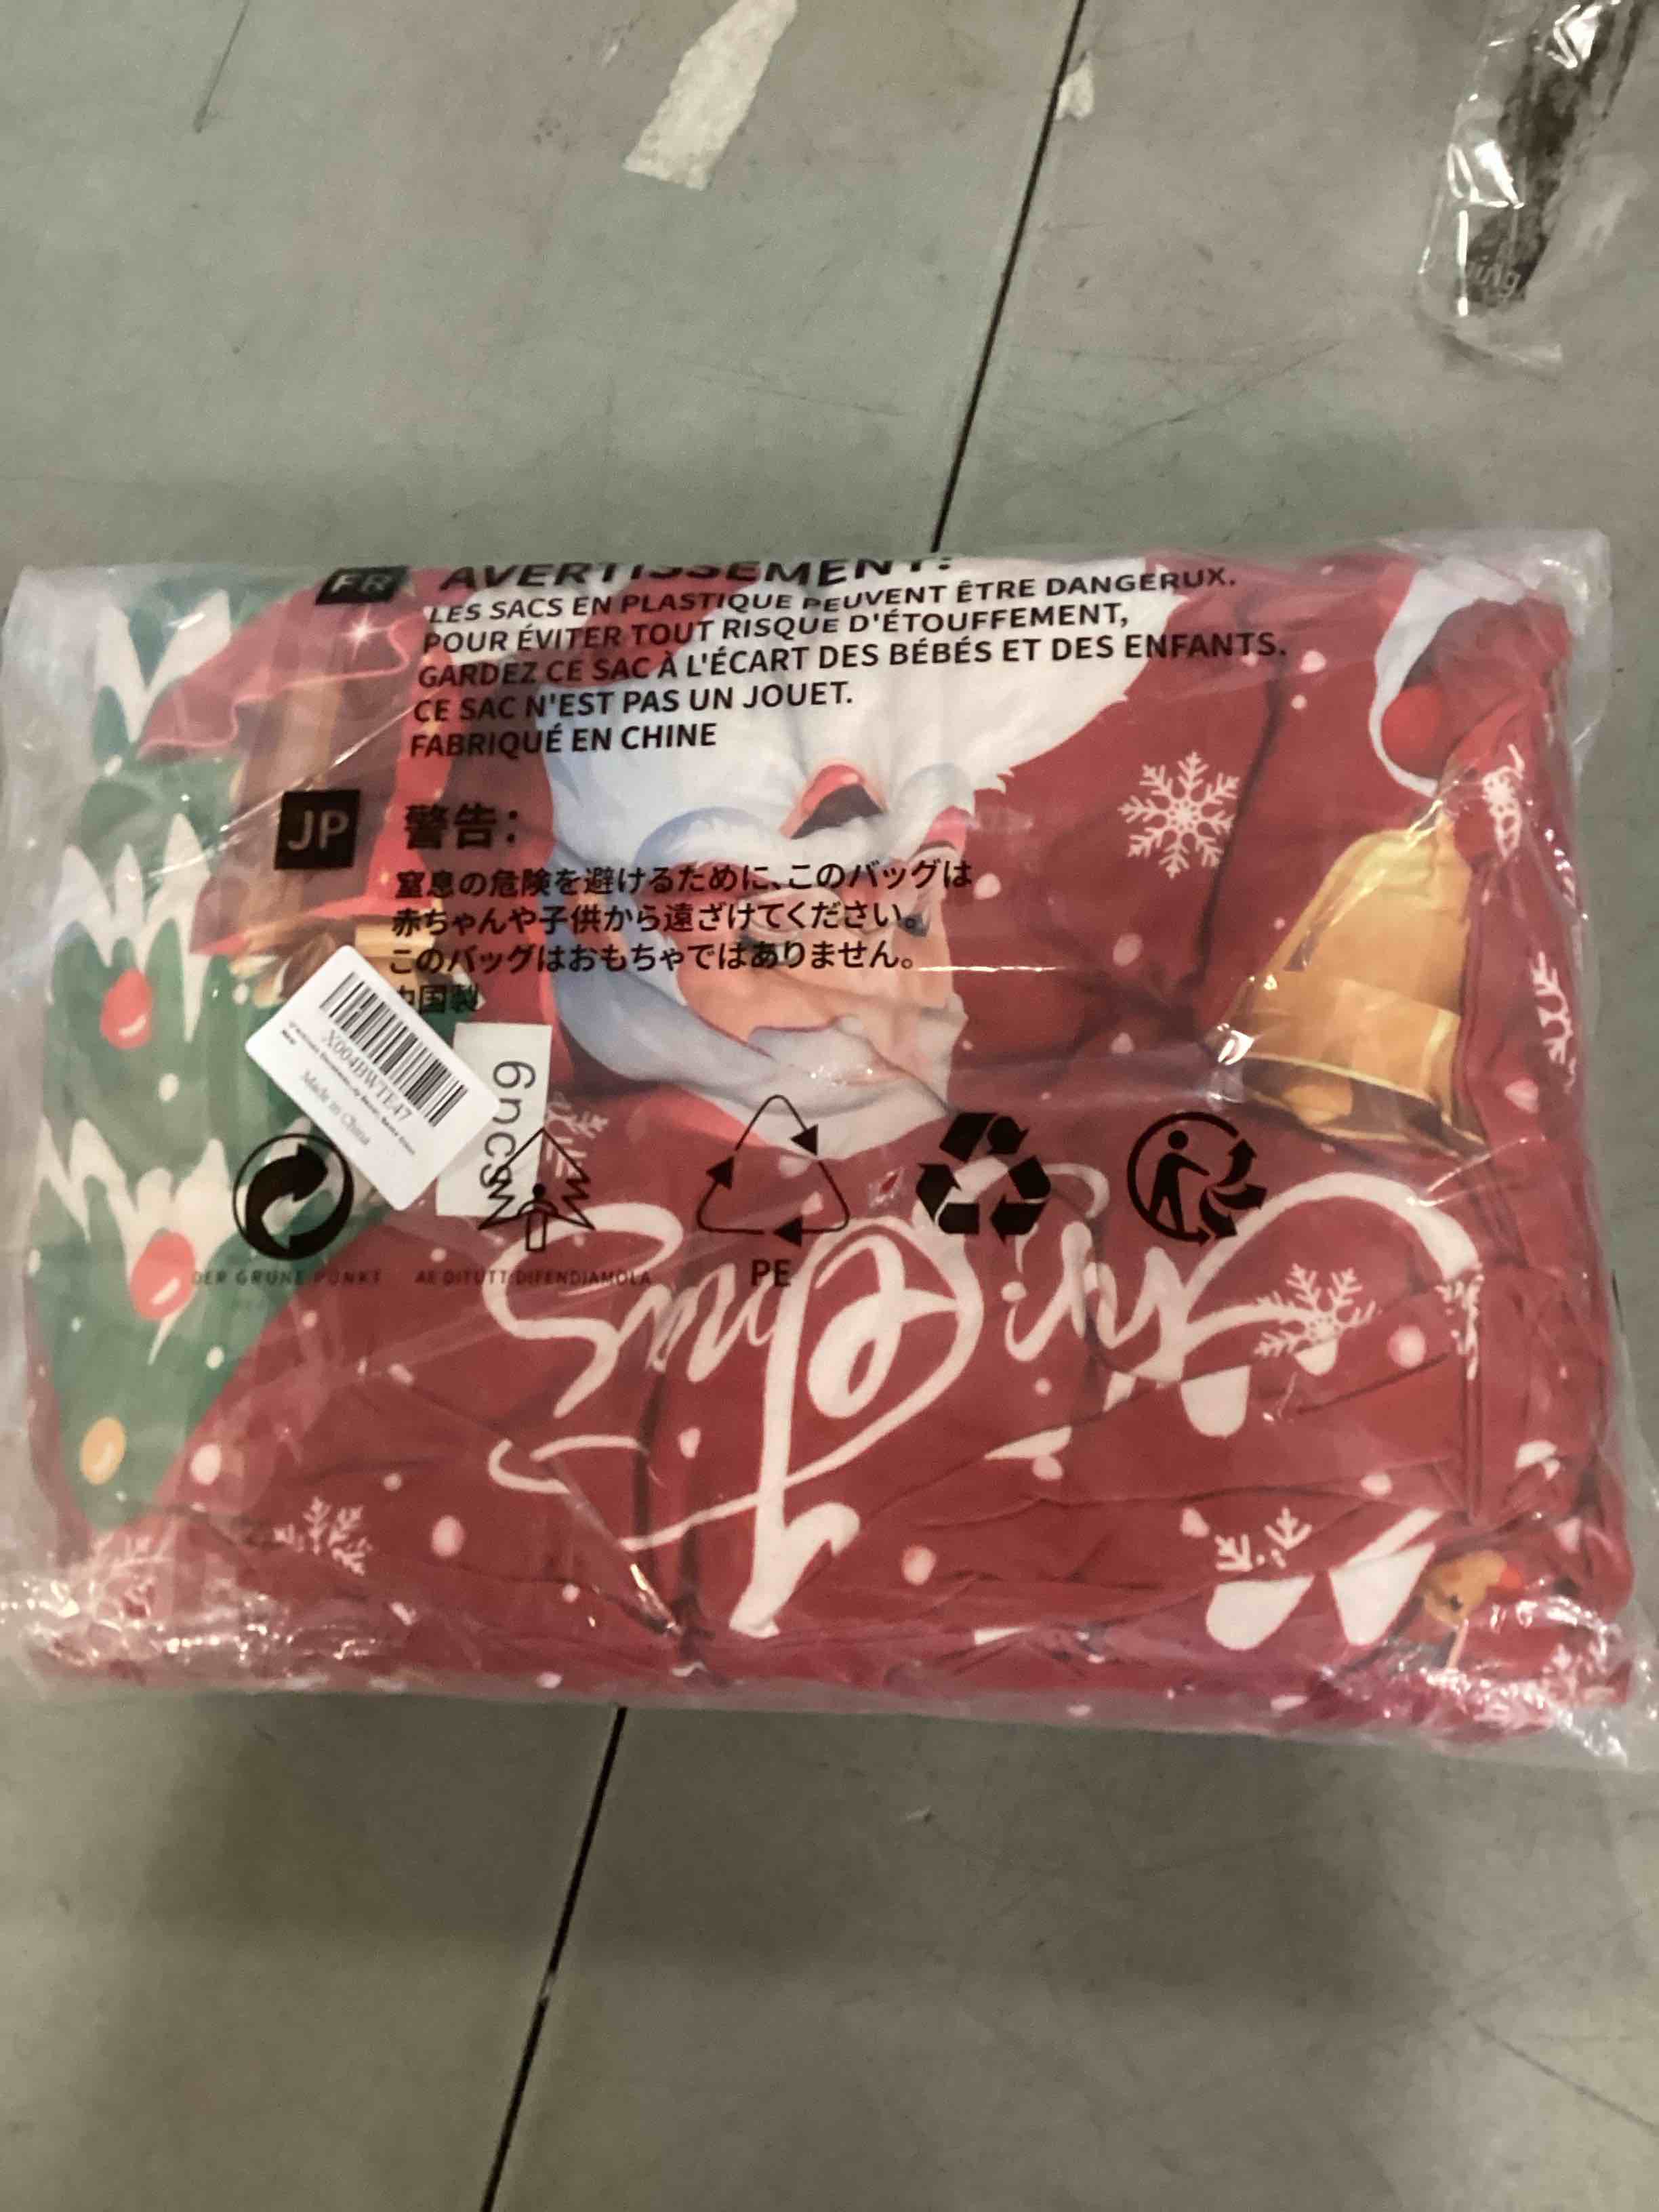 FR AVERTISSEMENT:
LES SACS EN PLASTIQUE PEUVENT ÊTRE DANGERUX.
POUR ÉVITER TOUT RISQUE D'ÉTOUFFEMENT,
GARDEZ CE SAC À L'ÉCART DES BÉBÉS ET DES ENFANTS.
CE SAC N'EST PAS UN JOUET.
FABRIQUÉ EN CHINE
JP 警告:
窒息の危険を避けるために、このバッグは
赤ちゃんや子供から遠ざけてください。
このバッグはおもちゃではありません。
中国製
X004BWTE47
New
Made in China
6pcs
DER GRÜNE PUNKT
PE